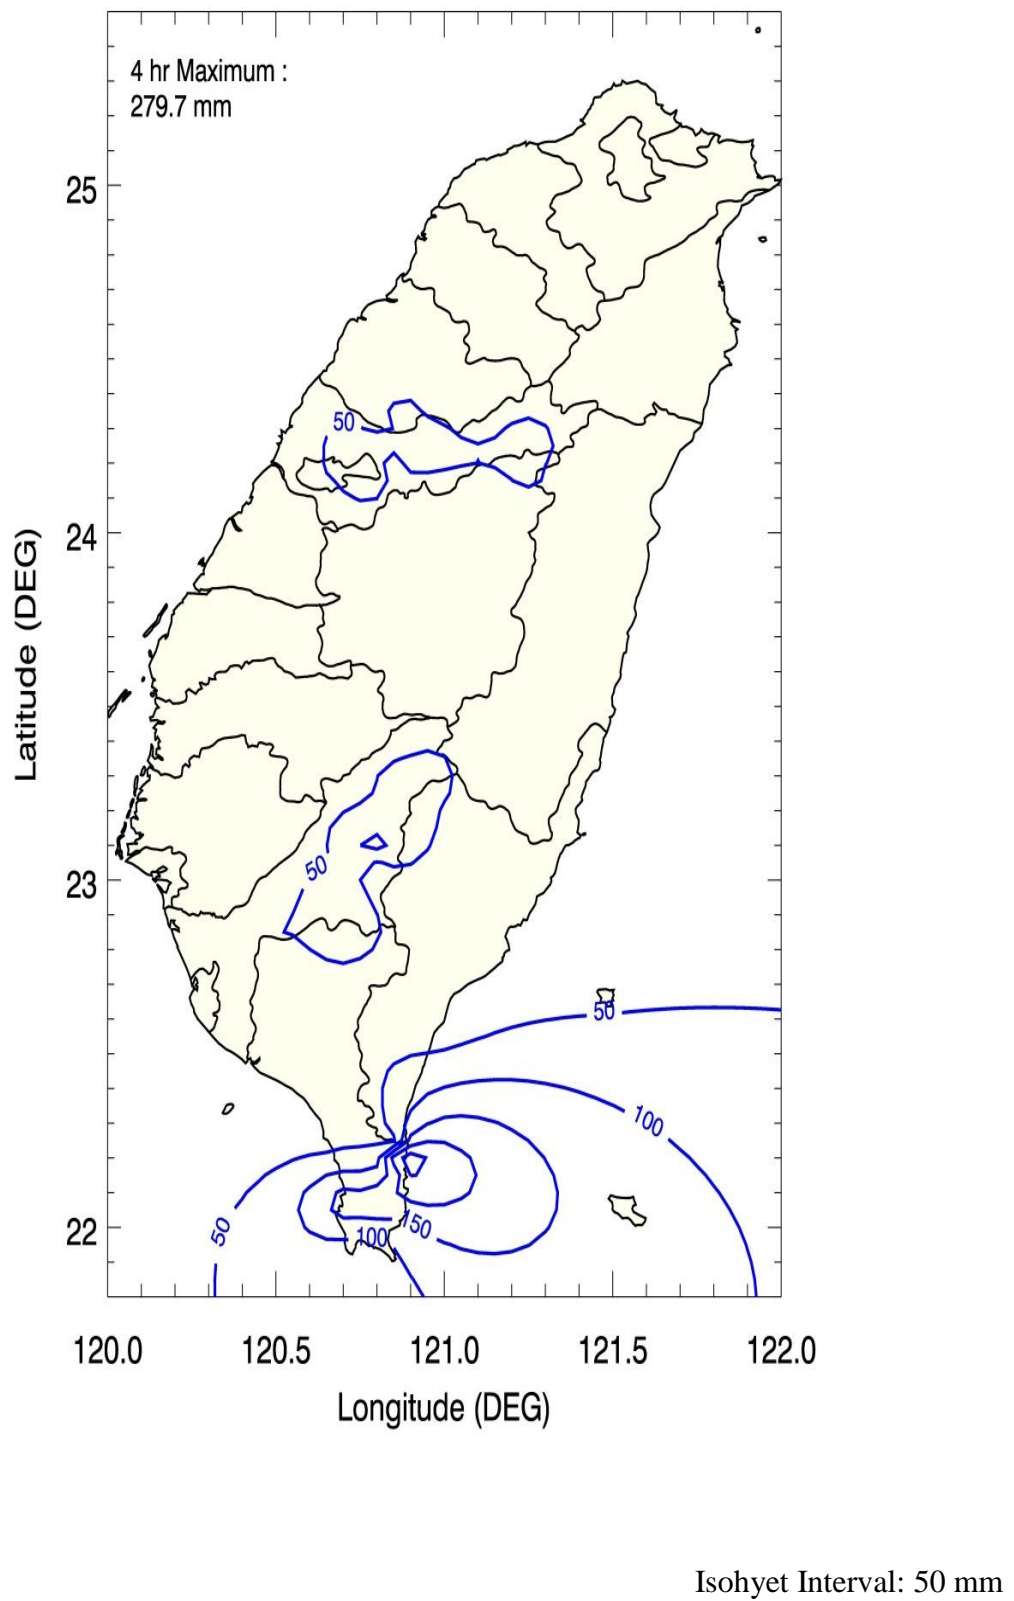 4 hr Maximum :
279.7 mm
25
50
24
Latitude (DEG)
50
23
50
100
22
50
150
100
120.0 120.5 121.0 121.5 122.0
Longitude (DEG)
Isohyet Interval: 50 mm